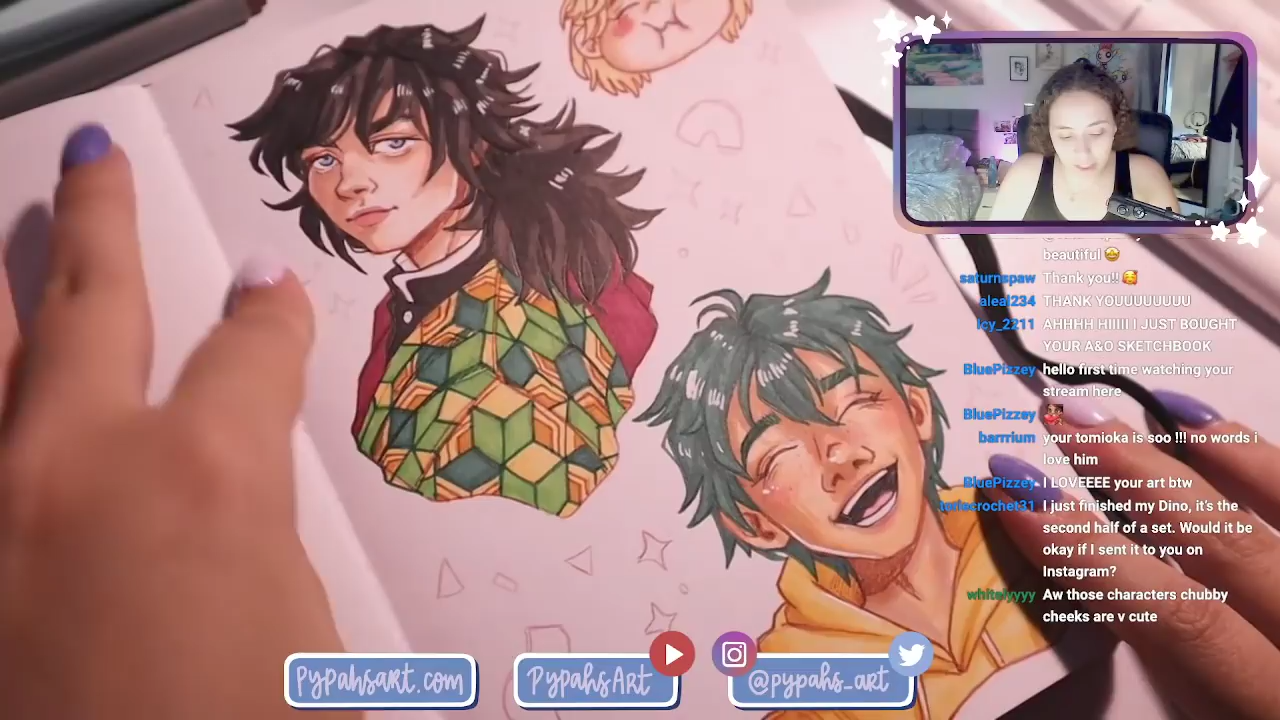 beautiful 🤩
saturnspaw Thank you!! 🥰
aleal234 THANK YOUUUUUUUU
Icy_2211 AHHHH HIIIII I JUST BOUGHT
YOUR A&O SKETCHBOOK
BluePizzey hello first time watching your
stream here
BluePizzey
barrrium your tomioka is soo !!! no words i
love him
BluePizzey I LOVEEEE your art btw
I just finished my Dino, it's the
second half of a set. Would it be
okay if I sent it to you on
Instagram?
whitelyyyy Aw those characters chubby
cheeks are v cute
Pypahsart.com
PypahsArt
@pypahs_art